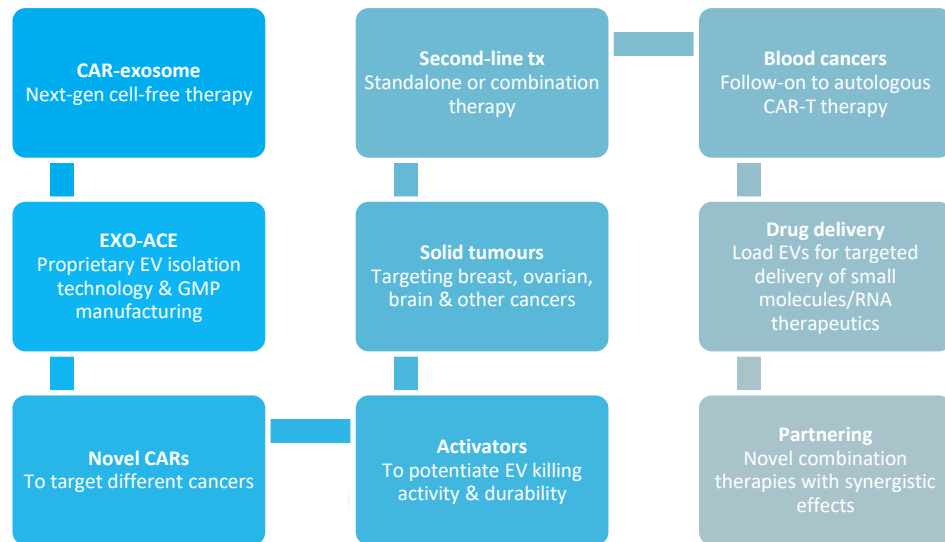 CAR-exosome
Next-gen cell-free therapy
EXO-ACE
Proprietary EV isolation
technology & GMP
manufacturing
Novel CARs
To target different cancers
Activators
To potentiate EV killing
activity & durability
Solid tumours
Targeting breast, ovarian,
brain & other cancers
Second-line tx
Standalone or combination
therapy
Blood cancers
Follow-on to autologous
CAR-T therapy
Drug delivery
Load EVs for targeted
delivery of small
molecules/RNA
therapeutics
Partnering
Novel combination
therapies with synergistic
effects